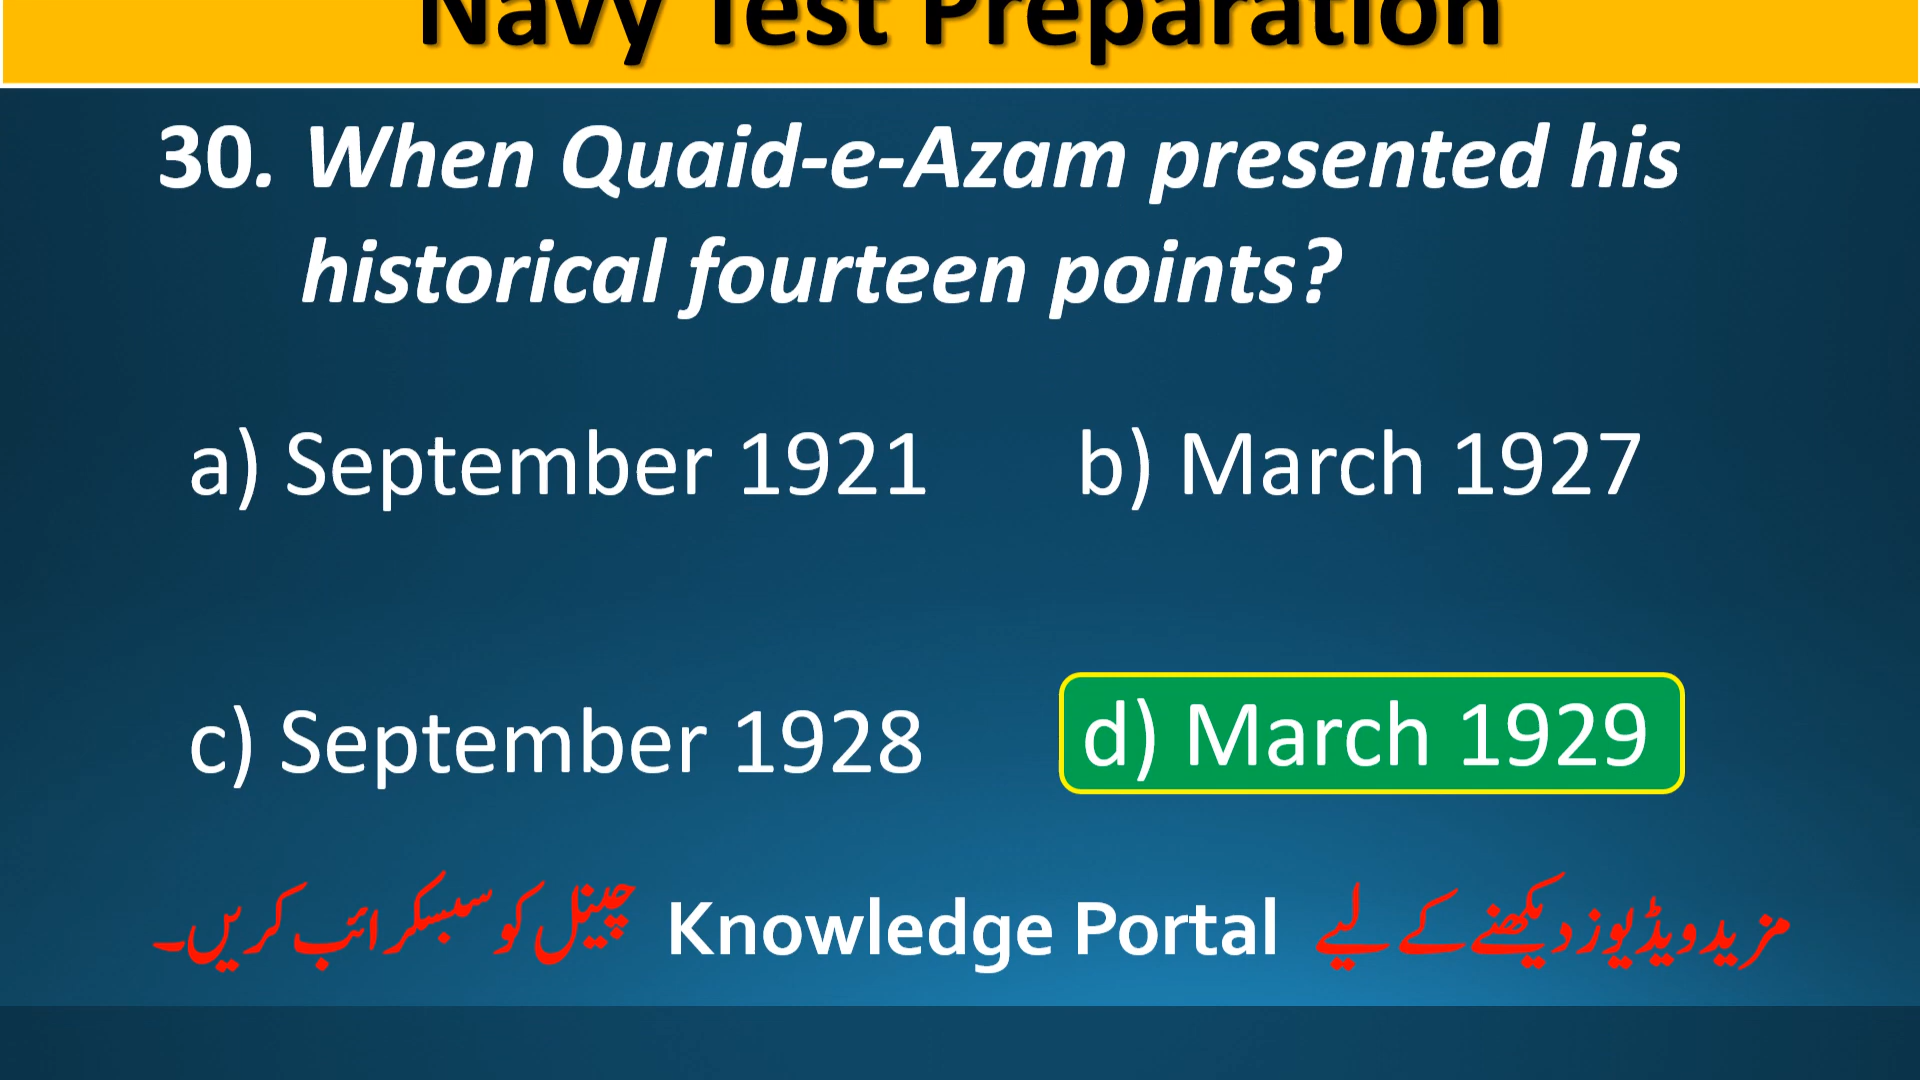 Navy Test Preparation
30. When Quaid-e-Azam presented his
historical fourteen points?
a) September 1921 b) March 1927
c) September 1928 d) March 1929
مزید ویڈیوز دیکھنے کے لیے Knowledge Portal چینل کو سبسکرائب کریں۔